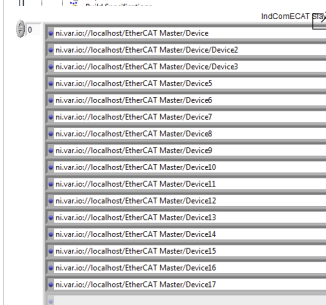 Build Specifications
IndComECAT Sla
0
ni.var.io://localhost/EtherCAT Master/Device
ni.var.io://localhost/EtherCAT Master/Device/Device2
ni.var.io://localhost/EtherCAT Master/Device/Device3
ni.var.io://localhost/EtherCAT Master/Device5
ni.var.io://localhost/EtherCAT Master/Device6
ni.var.io://localhost/EtherCAT Master/Device7
ni.var.io://localhost/EtherCAT Master/Device8
ni.var.io://localhost/EtherCAT Master/Device9
ni.var.io://localhost/EtherCAT Master/Device10
ni.var.io://localhost/EtherCAT Master/Device11
ni.var.io://localhost/EtherCAT Master/Device12
ni.var.io://localhost/EtherCAT Master/Device13
ni.var.io://localhost/EtherCAT Master/Device14
ni.var.io://localhost/EtherCAT Master/Device15
ni.var.io://localhost/EtherCAT Master/Device16
ni.var.io://localhost/EtherCAT Master/Device17